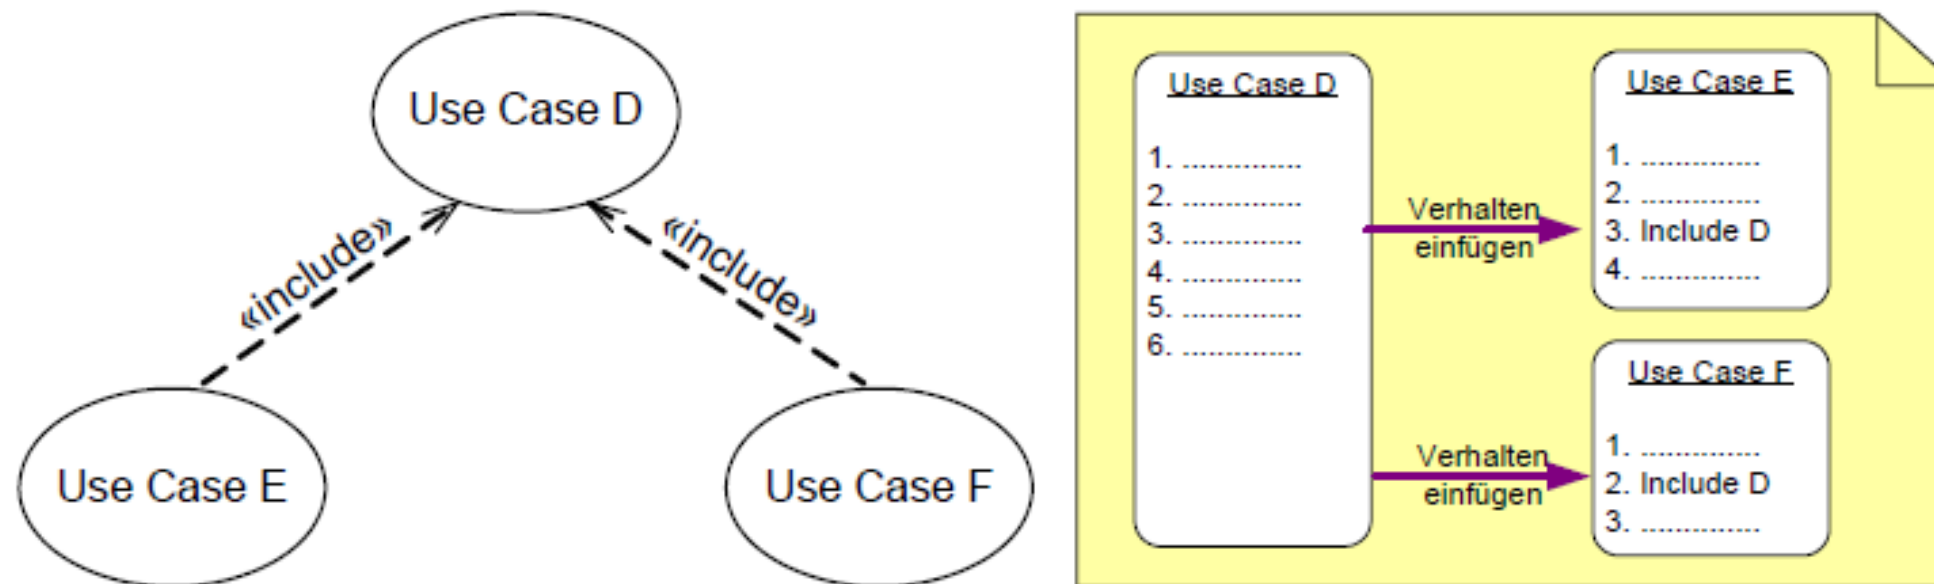 Use Case D
«include»
«include»
Use Case E
Use Case F
Use Case D
1. ..............
2. ..............
3. ..............
4. ..............
5. ..............
6. ..............
Verhalten
einfügen
Verhalten
einfügen
Use Case E
1. ..............
2. ..............
3. Include D
4. ..............
Use Case F
1. ..............
2. Include D
3. ..............